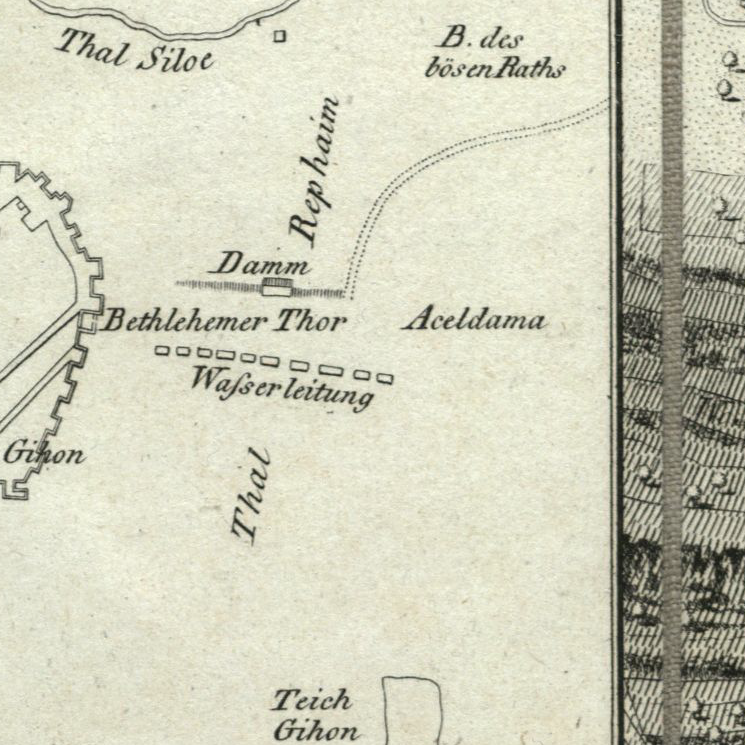 Thal Siloe
B. des
bösen Raths
Thal Rephaim
Damm
Bethlehemer Thor
Aceldama
Waſserleitung
Gihon
Teich
Gihon